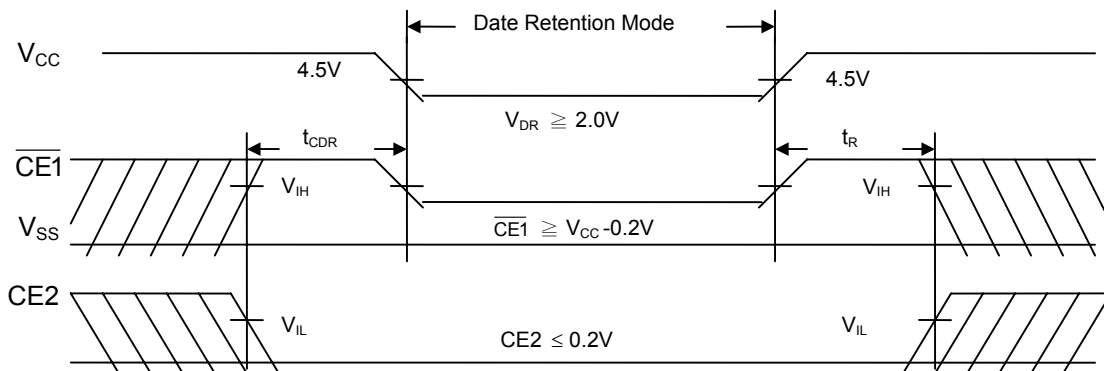 Date Retention Mode
VCC
4.5V
4.5V
VDR ≧ 2.0V
tCDR
tR
CE1
VIH
VIH
VSS
CE1 ≧ VCC-0.2V
CE2
VIL
VIL
CE2 ≤ 0.2V